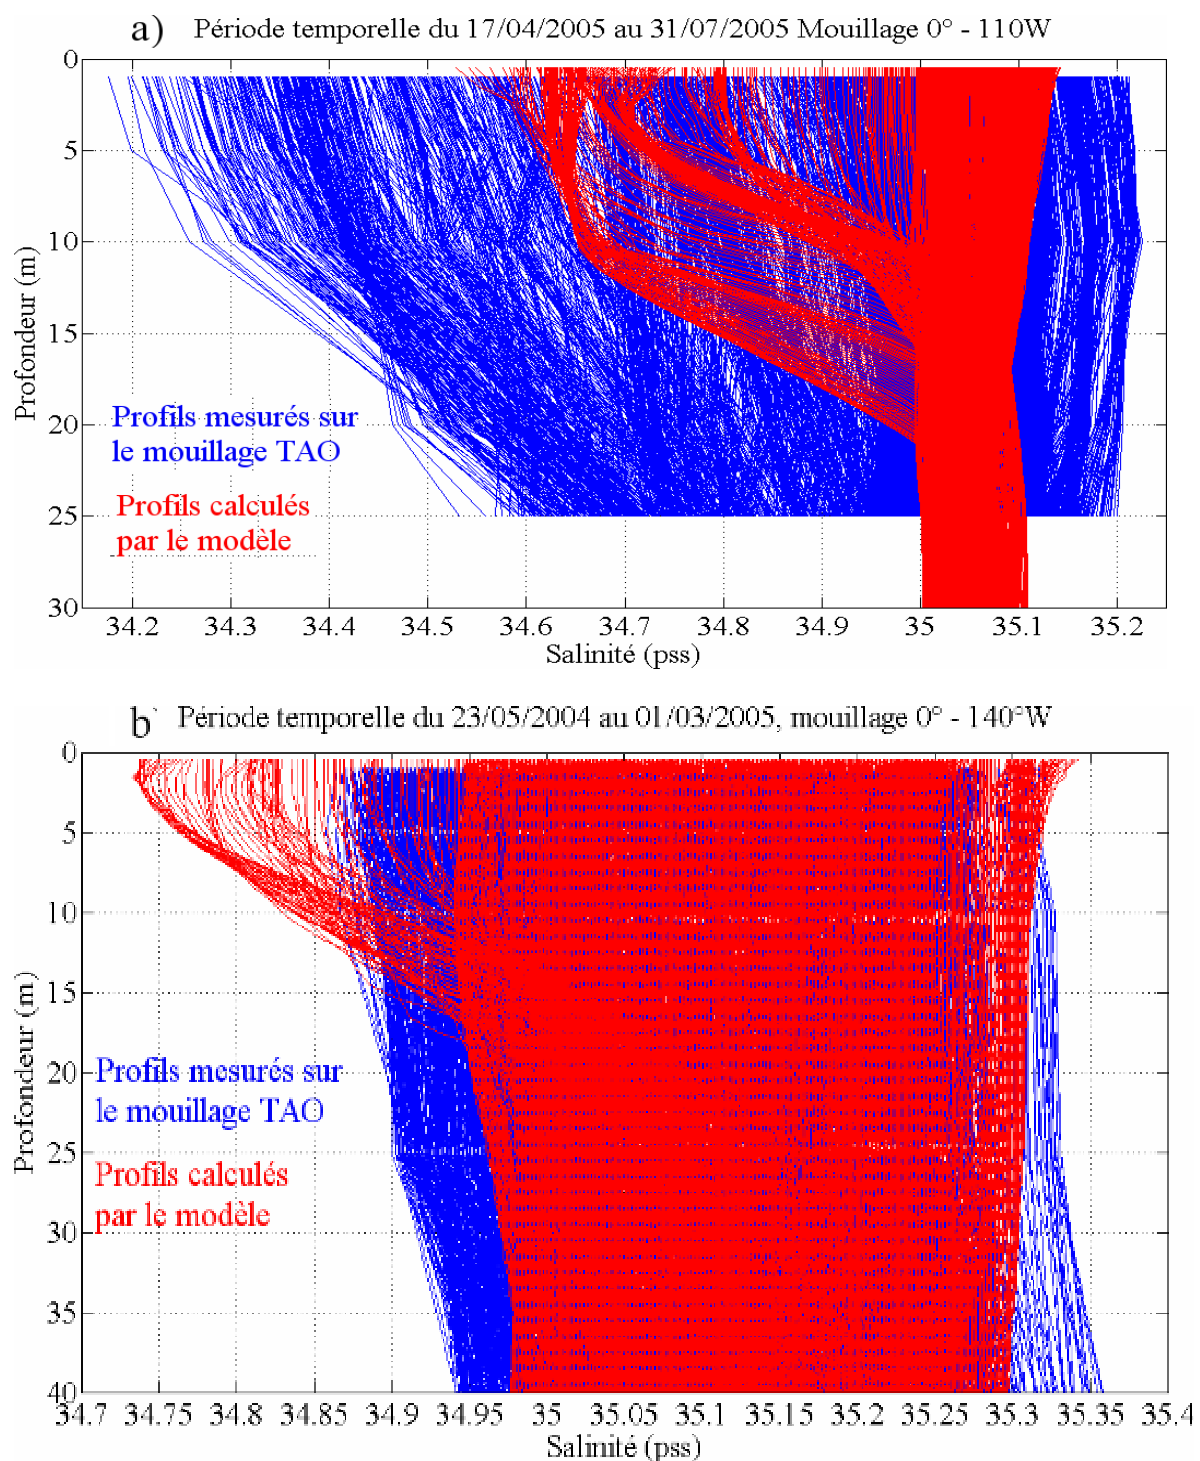 a) Période temporelle du 17/04/2005 au 31/07/2005 Mouillage 0° - 110W
0
5
10
15
20
25
30
Profondeur (m)
Profils mesurés sur
le mouillage TAO
Profils calculés
par le modèle
34.2 34.3 34.4 34.5 34.6 34.7 34.8 34.9 35 35.1 35.2
Salinité (pss)
b) Période temporelle du 23/05/2004 au 01/03/2005, mouillage 0° - 140°W
0
5
10
15
20
25
30
35
40
Profondeur (m)
Profils mesurés sur
le mouillage TAO
Profils calculés
par le modèle
34.7 34.75 34.8 34.85 34.9 34.95 35 35.05 35.1 35.15 35.2 35.25 35.3 35.35 35.4
Salinité (pss)